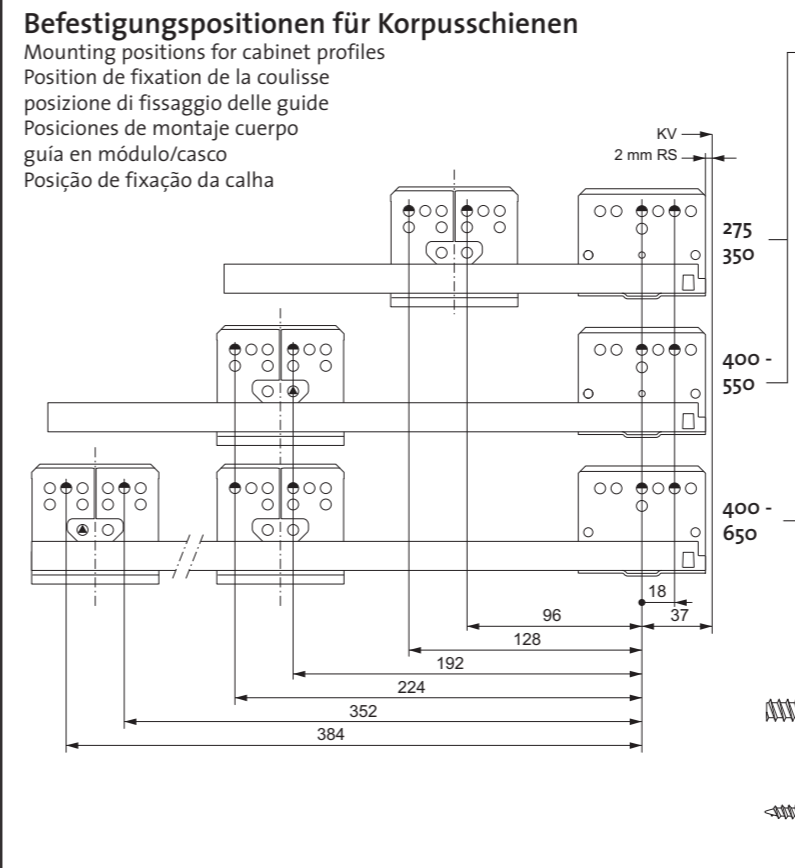 Befestigungspositionen für Korpusschienen
Mounting positions for cabinet profiles
Position de fixation de la coulisse
posizione di fissaggio delle guide
Posiciones de montaje cuerpo
guía en módulo/casco
Posição de fixação da calha
KV
2 mm RS
275
350
400 -
550
400 -
650
18
96
37
128
192
224
352
384